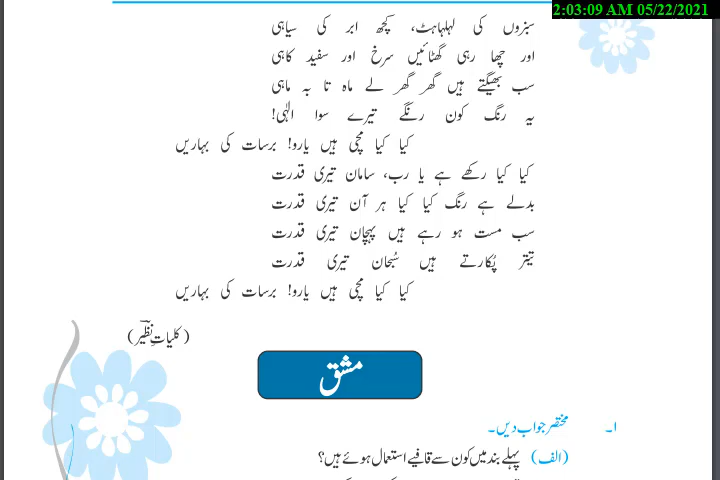 2:03:09 AM 05/22/2021
سبزوں کی لہلہاہٹ، کچھ ابر کی سیاہی
اور چھا رہی گھٹائیں سرخ اور سفید کاہی
سب بھیگتے ہیں گھر گھر لے ماہ تا بہ ماہی
یہ رنگ کون رنگے تیرے سوا الٰہی!
کیا کیا مچی ہیں یارو! برسات کی بہاریں
کیا کیا رکھے ہے یا رب، سامان تیری قدرت
بدلے ہے رنگ کیا کیا ہر آن تیری قدرت
سب مست ہو رہے ہیں پہچان تیری قدرت
تیتر پُکارتے ہیں سُبحان تیری قدرت
کیا کیا مچی ہیں یارو! برسات کی بہاریں
(کلیاتِ نظیرؔ)
مشق
۱۔ مختصر جواب دیں۔
(الف) پہلے بند میں کون سے قافیے استعمال ہوئے ہیں؟